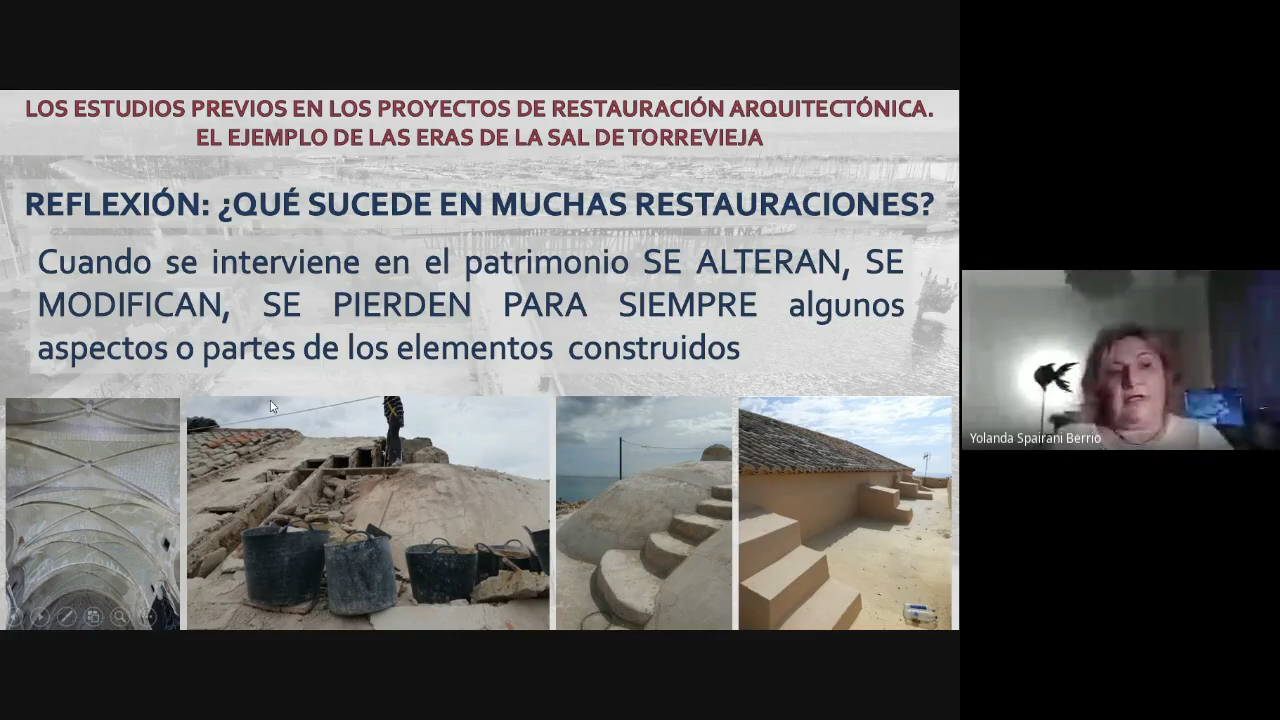 LOS ESTUDIOS PREVIOS EN LOS PROYECTOS DE RESTAURACIÓN ARQUITECTÓNICA.
EL EJEMPLO DE LAS ERAS DE LA SAL DE TORREVIEJA
REFLEXIÓN: ¿QUÉ SUCEDE EN MUCHAS RESTAURACIONES?
Cuando se interviene en el patrimonio SE ALTERAN, SE
MODIFICAN, SE PIERDEN PARA SIEMPRE algunos
aspectos o partes de los elementos construidos
Yolanda Spairani Berrio